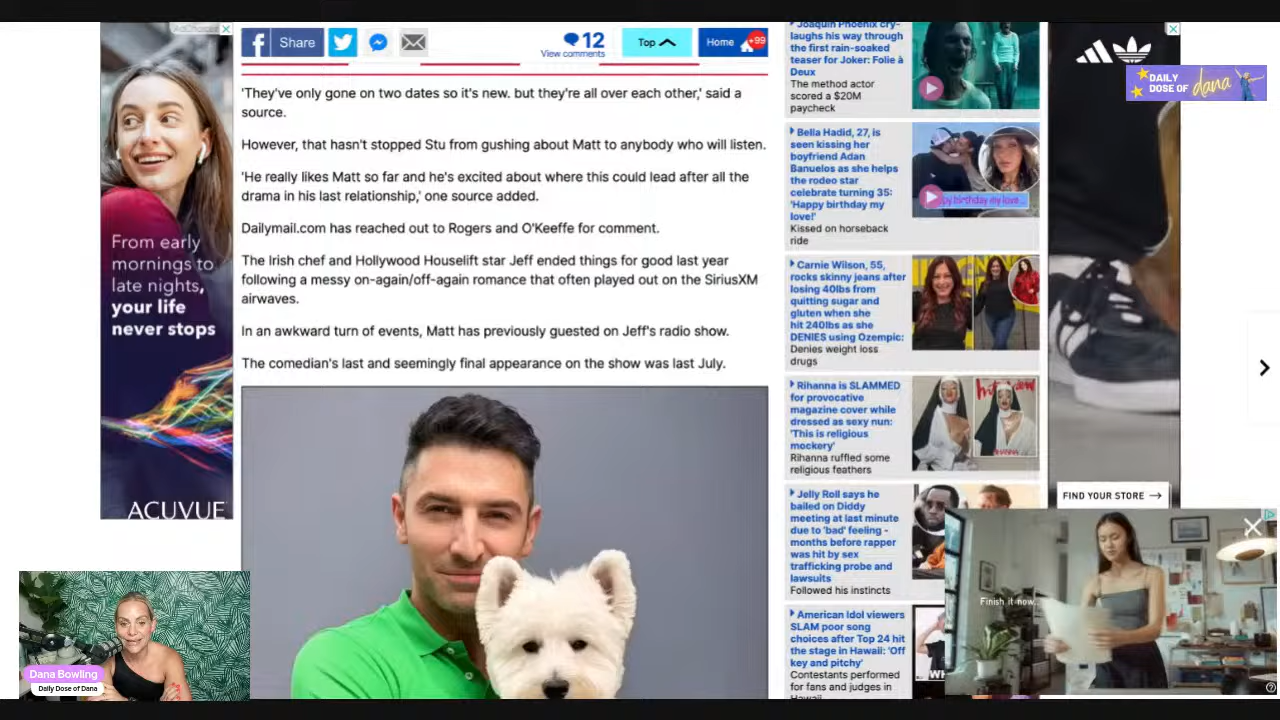 Share
12
View comments
Top
Home
+99
'They've only gone on two dates so it's new. but they're all over each other,' said a
source.
However, that hasn't stopped Stu from gushing about Matt to anybody who will listen.
'He really likes Matt so far and he's excited about where this could lead after all the
drama in his last relationship,' one source added.
Dailymail.com has reached out to Rogers and O'Keeffe for comment.
The Irish chef and Hollywood Houselift star Jeff ended things for good last year
following a messy on-again/off-again romance that often played out on the SiriusXM
airwaves.
In an awkward turn of events, Matt has previously guested on Jeff's radio show.
The comedian's last and seemingly final appearance on the show was last July.
From early
mornings to
late nights,
your life
never stops
ACUVUE
Dana Bowling
Daily Dose of Dana
Joaquin Phoenix cry-
laughs his way through
the first rain-soaked
teaser for Joker: Folie à
Deux
The method actor
scored a $20M
paycheck
Bella Hadid, 27, is
seen kissing her
boyfriend Adan
Banuelos as she helps
the rodeo star
celebrate turning 35:
'Happy birthday my
love!'
Kissed on horseback
ride
birthday my love...
Carnie Wilson, 55,
rocks skinny jeans after
losing 40lbs from
quitting sugar and
gluten when she
hit 240lbs as she
DENIES using Ozempic:
Denies weight loss
drugs
Rihanna is SLAMMED
for provocative
magazine cover while
dressed as sexy nun:
'This is religious
mockery'
Rihanna ruffled some
religious feathers
Jelly Roll says he
bailed on Diddy
meeting at last minute
due to 'bad' feeling -
months before rapper
was hit by sex
trafficking probe and
lawsuits
Followed his instincts
American Idol viewers
SLAM poor song
choices after Top 24 hit
the stage in Hawaii: 'Off
key and pitchy'
Contestants performed
for fans and judges in
Hawaii
DAILY
DOSE OF
dana
FIND YOUR STORE
Finish it now...